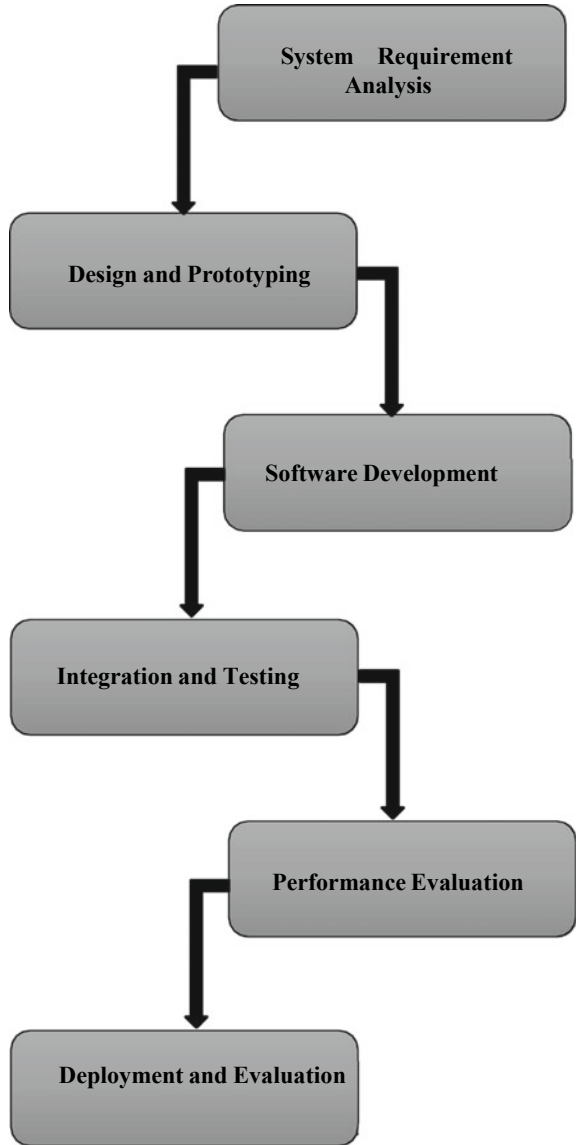 System Requirement
Analysis
Design and Prototyping
Software Development
Integration and Testing
Performance Evaluation
Deployment and Evaluation